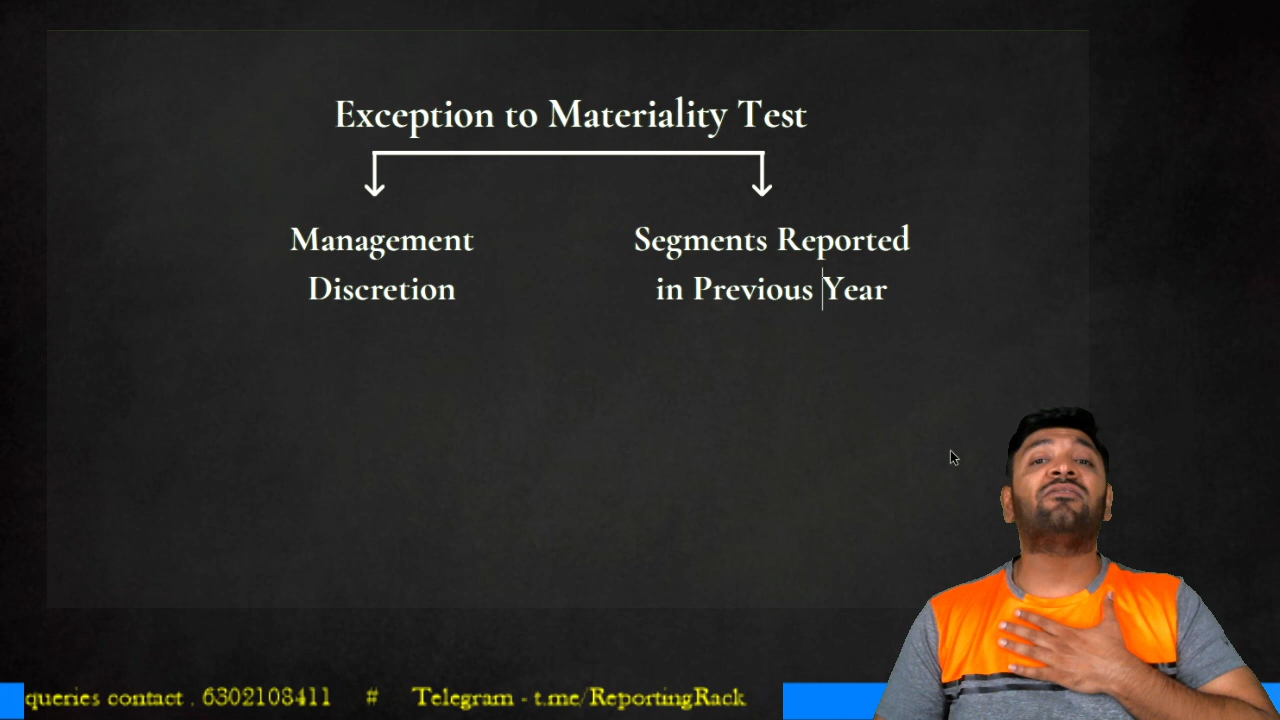 Exception to Materiality Test
Management
Discretion
Segments Reported
in Previous Year
queries contact . 6302108411 # Telegram - t.me/ReportingRack